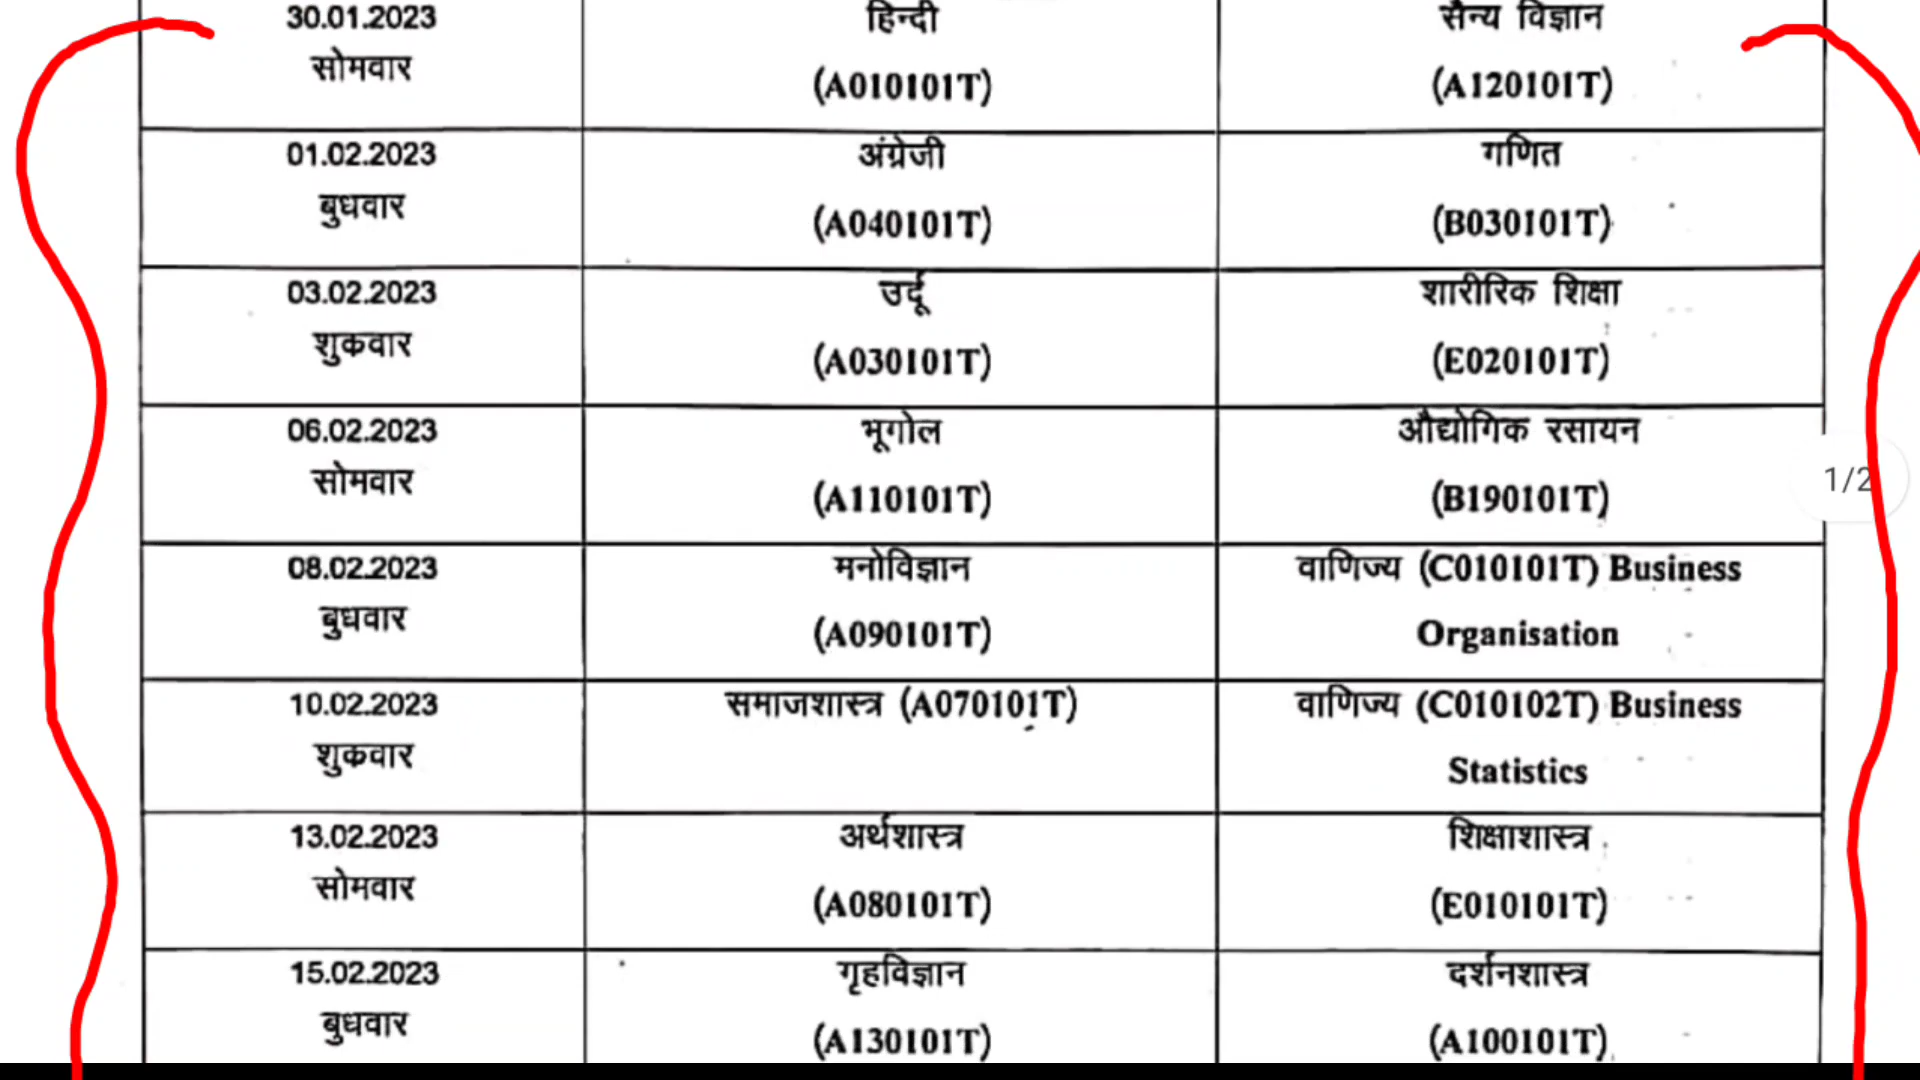 30.01.2023 हिन्दी सैन्य विज्ञान
सोमवार (A010101T) (A120101T)
01.02.2023 अंग्रेजी गणित
बुधवार (A040101T) (B030101T)
03.02.2023 उर्दू शारीरिक शिक्षा
शुकवार (A030101T) (E020101T)
06.02.2023 भूगोल औद्योगिक रसायन
सोमवार (A110101T) (B190101T)
1/2
08.02.2023 मनोविज्ञान वाणिज्य (C010101T) Business
बुधवार (A090101T) Organisation
10.02.2023 समाजशास्त्र (A070101T) वाणिज्य (C010102T) Business
शुकवार Statistics
13.02.2023 अर्थशास्त्र शिक्षाशास्त्र
सोमवार (A080101T) (E010101T)
15.02.2023 गृहविज्ञान दर्शनशास्त्र
बुधवार (A130101T) (A100101T)